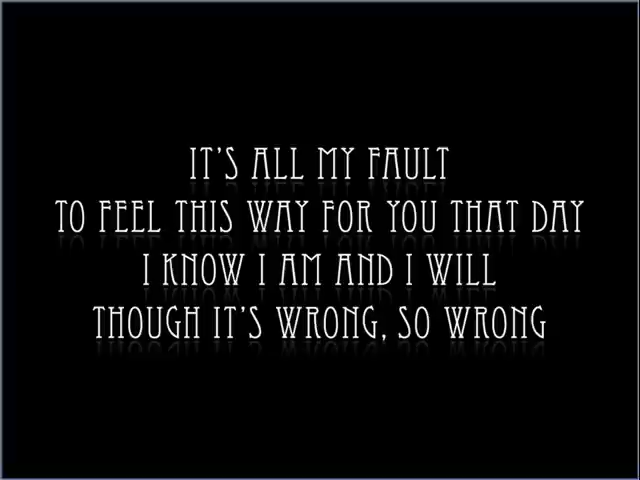 IT'S ALL MY FAULT
TO FEEL THIS WAY FOR YOU THAT DAY
I KNOW I AM AND I WILL
THOUGH IT'S WRONG, SO WRONG